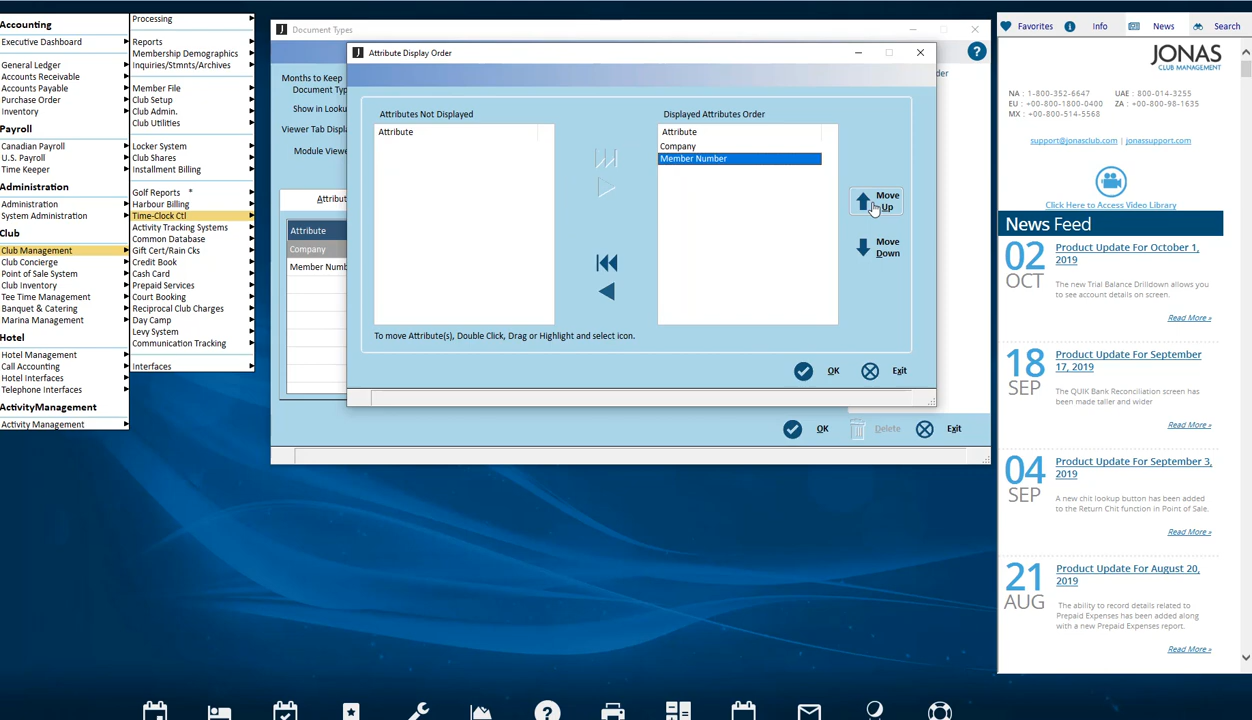 Accounting
Executive Dashboard
General Ledger
Accounts Receivable
Accounts Payable
Purchase Order
Inventory
Payroll
Canadian Payroll
U.S. Payroll
Time Keeper
Administration
Administration
System Administration
Club
Club Management
Club Concierge
Point of Sale System
Club Inventory
Tee Time Management
Banquet & Catering
Marina Management
Hotel
Hotel Management
Call Accounting
Hotel Interfaces
Telephone Interfaces
ActivityManagement
Activity Management
Processing
Reports
Membership Demographics
Inquiries/Stmnts/Archives
Member File
Club Setup
Club Admin.
Club Utilities
Locker System
Club Shares
Installment Billing
Golf Reports *
Harbour Billing
Time-Clock Ctl
Activity Tracking Systems
Common Database
Gift Cert/Rain Cks
Credit Book
Cash Card
Prepaid Services
Court Booking
Reciprocal Club Charges
Day Camp
Levy System
Communication Tracking
Interfaces
Document Types
Months to Keep
Document Typ
Show in Looku
Viewer Tab Displa
Module Viewe
Attribut
Attribute
Company
Member Numb
der
OK
Delete
Exit
Attribute Display Order
Attributes Not Displayed
Attribute
Displayed Attributes Order
Attribute
Company
Member Number
Move
Up
Move
Down
To move Attribute(s), Double Click, Drag or Highlight and select icon.
OK
Exit
Favorites
Info
News
Search
JONAS
CLUB MANAGEMENT
NA : 1-800-352-6647 UAE : 800-014-3255
EU : +00-800-1800-0400 ZA : +00-800-98-1635
MX : +00-800-514-5568
support@jonasclub.com | jonassupport.com
Click Here to Access Video Library
News Feed
02
OCT
Product Update For October 1,
2019
The new Trial Balance Drilldown allows you
to see account details on screen.
Read More »
18
SEP
Product Update For September
17, 2019
The QUIK Bank Reconciliation screen has
been made taller and wider
Read More »
04
SEP
Product Update For September 3,
2019
A new chit lookup button has been added
to the Return Chit function in Point of Sale.
Read More »
21
AUG
Product Update For August 20,
2019
The ability to record details related to
Prepaid Expenses has been added along
with a new Prepaid Expenses report.
Read More »